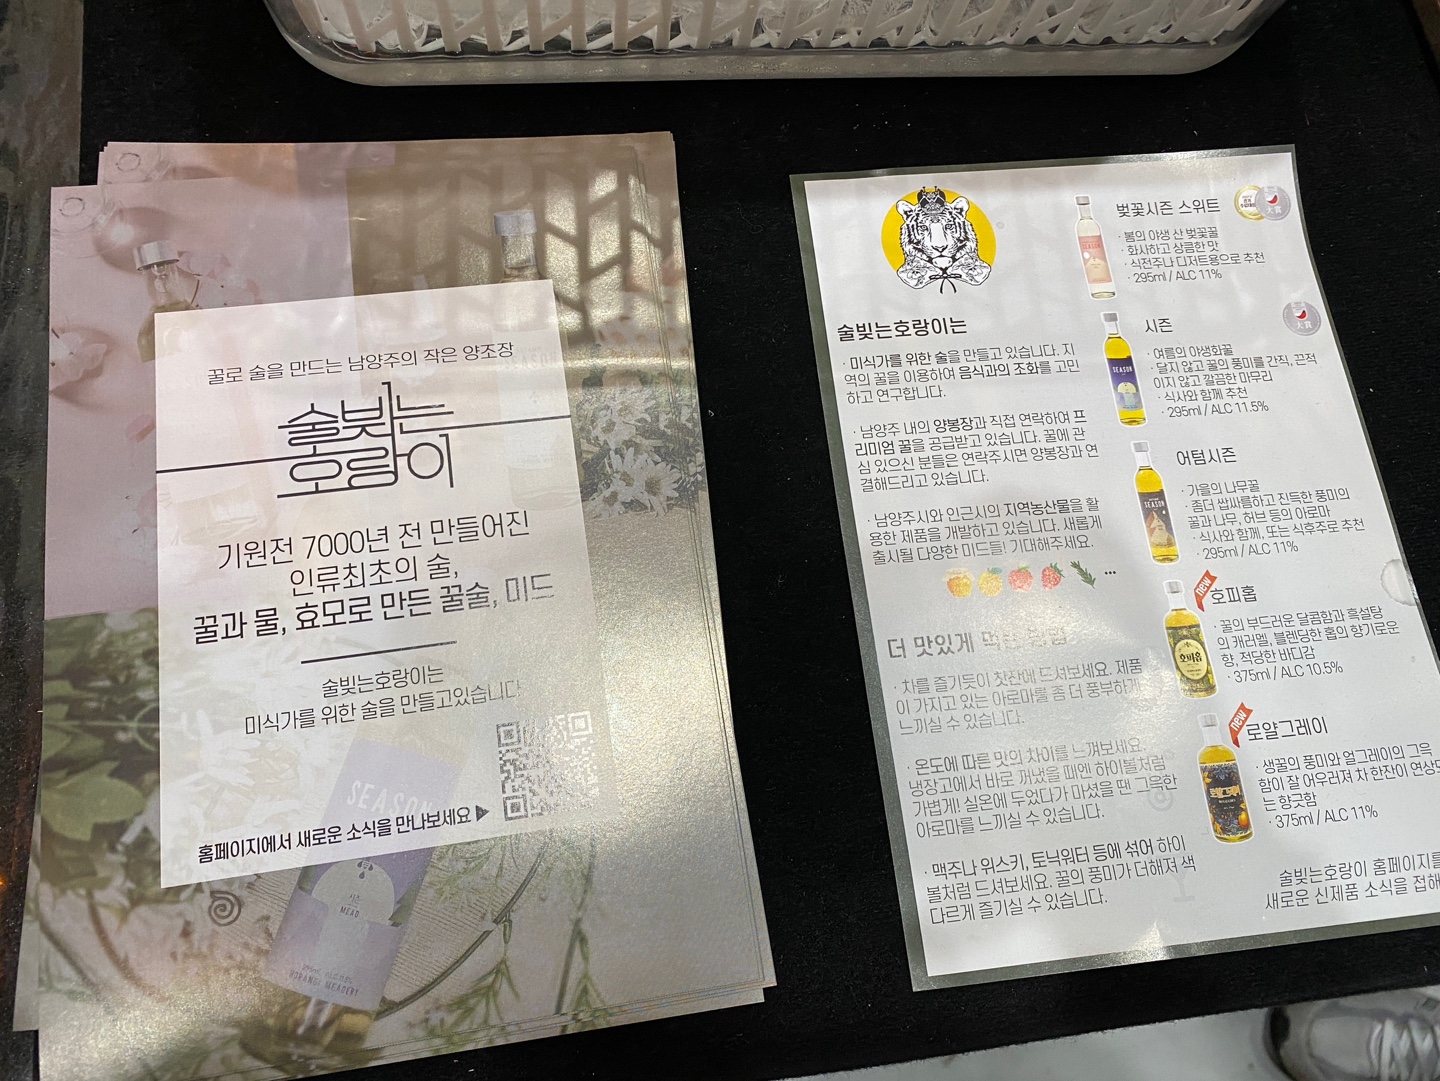 꿀로 술을 만드는 남양주의 작은 양조장
술빚는
호랑이
기원전 7000년 전 만들어진
인류최초의 술,
꿀과 물, 효모로 만든 꿀술, 미드
술빚는호랑이는
미식가를 위한 술을 만들고있습니다
홈페이지에서 새로운 소식을 만나보세요 ▶
SEASON
시즌
MEAD
HORANGI MEADERY
술빚는호랑이는
· 미식가를 위한 술을 만들고 있습니다. 지
역의 꿀을 이용하여 음식과의 조화를 고민
하고 연구합니다.
· 남양주 내의 양봉장과 직접 연락하여 프
리미엄 꿀을 공급받고 있습니다. 꿀에 관
심 있으신 분들은 연락주시면 양봉장과 연
결해드리고 있습니다.
· 남양주시와 인근시의 지역농산물을 활
용한 제품을 개발하고 있습니다. 새롭게
출시될 다양한 미드들! 기대해주세요.
...
더 맛있게 먹는 방법
· 차를 즐기듯이 찻잔에 드셔보세요. 제품
이 가지고 있는 아로마를 좀 더 풍부하게
느끼실 수 있습니다.
· 온도에 따른 맛의 차이를 느껴보세요.
냉장고에서 바로 꺼냈을 때엔 하이볼처럼
가볍게! 실온에 두었다가 마셨을 땐 그윽한
아로마를 느끼실 수 있습니다.
· 맥주나 위스키, 토닉워터 등에 섞어 하이
볼처럼 드셔보세요. 꿀의 풍미가 더해져 색
다르게 즐기실 수 있습니다.
벚꽃시즌 스위트
· 봄의 야생 산 벚꽃꿀
· 화사하고 상큼한 맛
· 식전주나 디저트용으로 추천
· 295ml / ALC 11%
大賞
SEASON
시즌
· 여름의 야생화꿀
· 달지 않고 꿀의 풍미를 간직, 끈적
이지 않고 깔끔한 마무리
· 식사와 함께 추천
· 295ml / ALC 11.5%
大賞
SEASON
어텀시즌
· 가을의 나무꿀
· 좀더 쌉싸름하고 진득한 풍미의
꿀과 나무, 허브 등의 아로마
· 식사와 함께, 또는 식후주로 추천
· 295ml / ALC 11%
SEASON
new
호피홉
· 꿀의 부드러운 달콤함과 흑설탕
의 캐러멜, 블렌딩한 홉의 향기로운
향, 적당한 바디감
· 375ml / ALC 10.5%
호피홉
new
로얄그레이
· 생꿀의 풍미와 얼그레이의 그윽
함이 잘 어우러져 차 한잔이 연상되
는 향긋함
· 375ml / ALC 11%
로얄그레이
술빚는호랑이 홈페이지를
새로운 신제품 소식을 접해